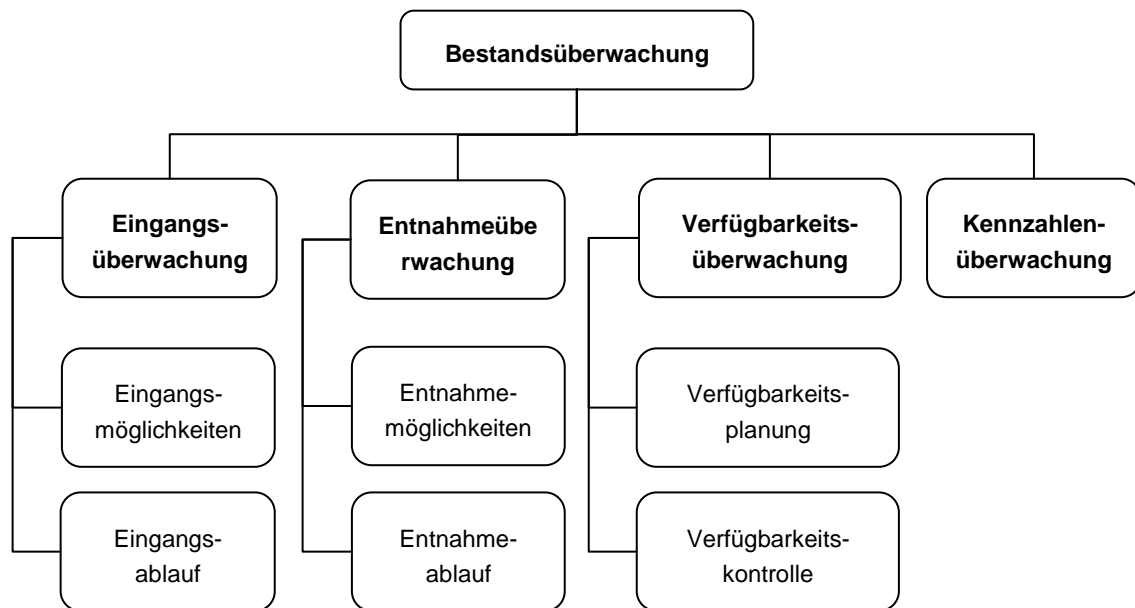 Bestandsüberwachung
Eingangs-
überwachung
Entnahmeübe
rwachung
Verfügbarkeits-
überwachung
Kennzahlen-
überwachung
Eingangs-
möglichkeiten
Entnahme-
möglichkeiten
Verfügbarkeits-
planung
Eingangs-
ablauf
Entnahme-
ablauf
Verfügbarkeits-
kontrolle